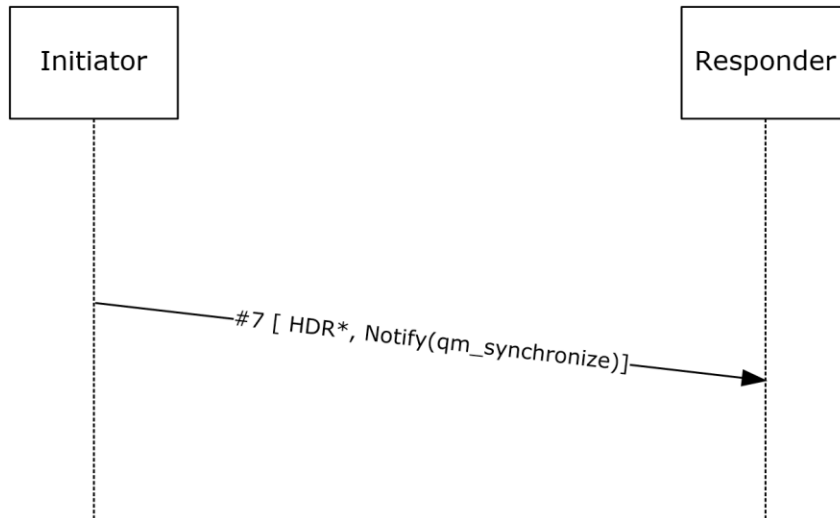 Initiator
Responder
#7 [ HDR*, Notify(qm_synchronize)]